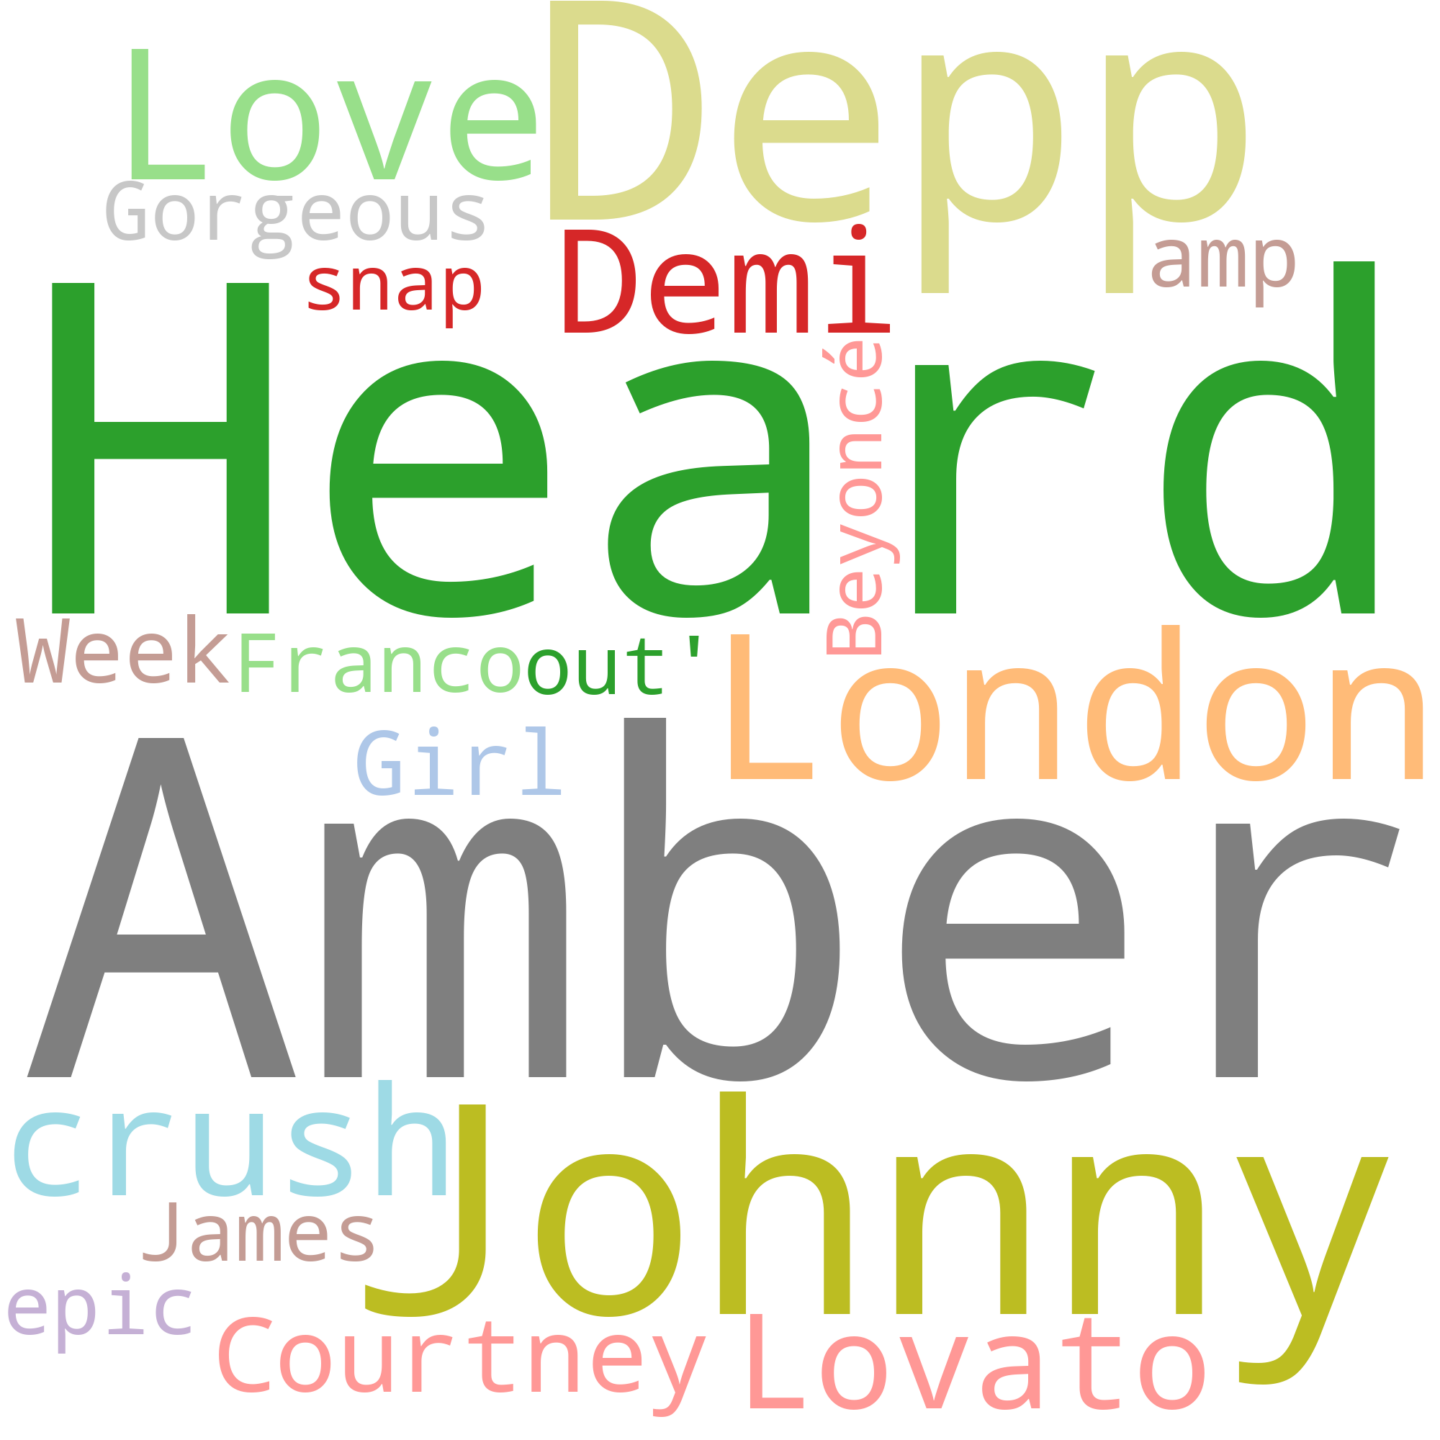 Love Depp
Gorgeous
snap Demi amp
Heard
Beyoncé
Week Franco out' London
Girl
Amber
crush Johnny
James
epic
Courtney Lovato